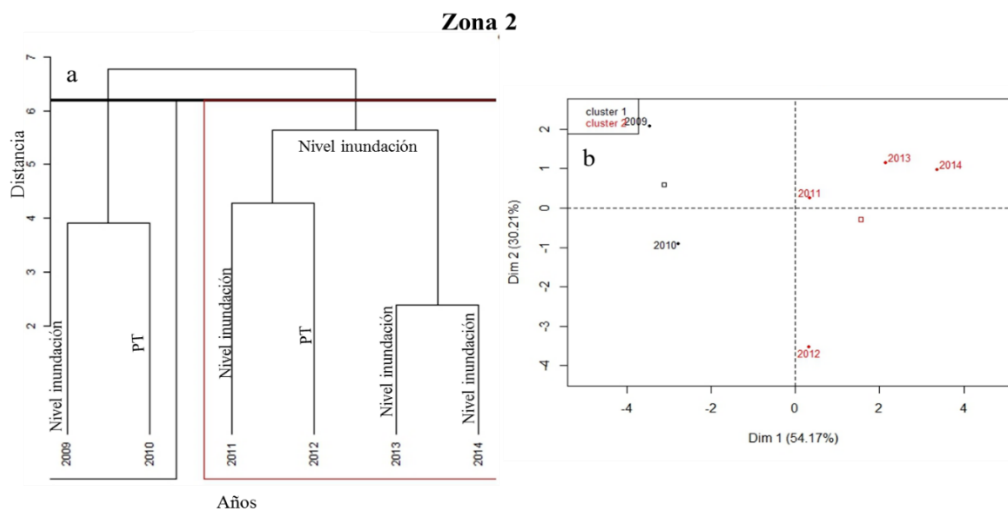 Zona 2
a
Distancia
7
6
5
4
3
2
Nivel inundación
Nivel inundación
PT
Nivel inundación
PT
Nivel inundación
Nivel inundación
2009
2010
2011
2012
2013
2014
Años
b
cluster 1
cluster 2
2009
2010
2011
2012
2013
2014
Dim 2 (30.21%)
2
1
0
-1
-2
-3
-4
-4
-2
0
2
4
Dim 1 (54.17%)